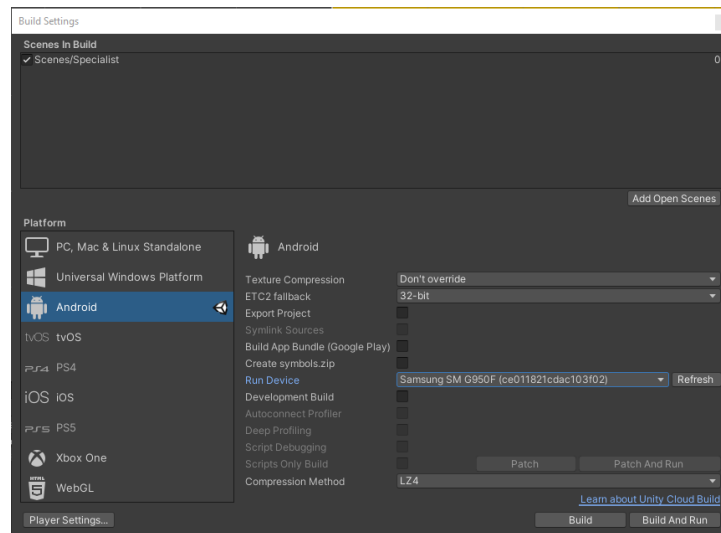 Build Settings
Scenes In Build
Scenes/Specialist 0
Add Open Scenes
Platform
PC, Mac & Linux Standalone
Universal Windows Platform
Android
tvOS tvOS
PS4 PS4
iOS iOS
PS5 PS5
Xbox One
HTML 5 WebGL
Android
Texture Compression Don't override
ETC2 fallback 32-bit
Export Project
Symlink Sources
Build App Bundle (Google Play)
Create symbols.zip
Run Device Samsung SM G950F (ce011821cdac103f02) Refresh
Development Build
Autoconnect Profiler
Deep Profiling
Script Debugging
Scripts Only Build Patch Patch And Run
Compression Method LZ4
Learn about Unity Cloud Build
Player Settings... Build Build And Run